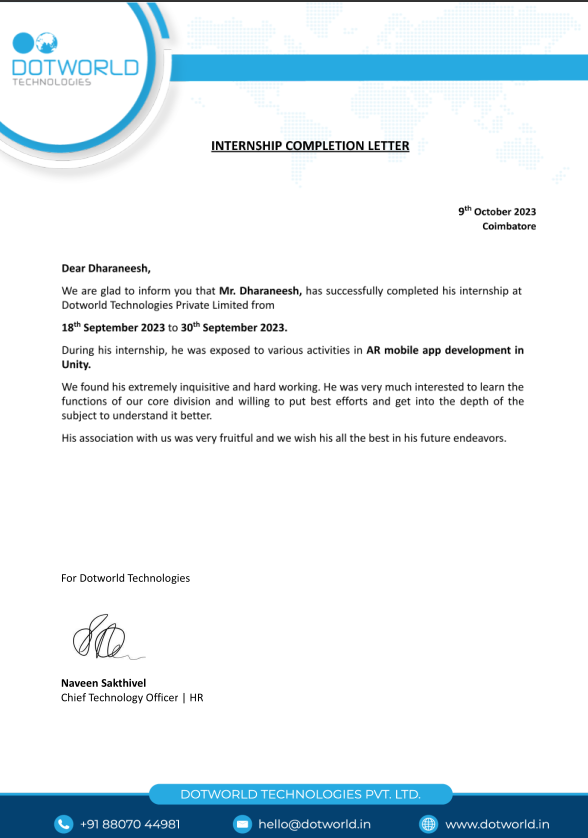 DOTWORLD
TECHNOLOGIES
INTERNSHIP COMPLETION LETTER
9th October 2023
Coimbatore
Dear Dharaneesh,
We are glad to inform you that Mr. Dharaneesh, has successfully completed his internship at
Dotworld Technologies Private Limited from
18th September 2023 to 30th September 2023.
During his internship, he was exposed to various activities in AR mobile app development in
Unity.
We found his extremely inquisitive and hard working. He was very much interested to learn the
functions of our core division and willing to put best efforts and get into the depth of the
subject to understand it better.
His association with us was very fruitful and we wish his all the best in his future endeavors.
For Dotworld Technologies
Naveen Sakthivel
Chief Technology Officer | HR
DOTWORLD TECHNOLOGIES PVT. LTD.
+91 88070 44981 hello@dotworld.in www.dotworld.in